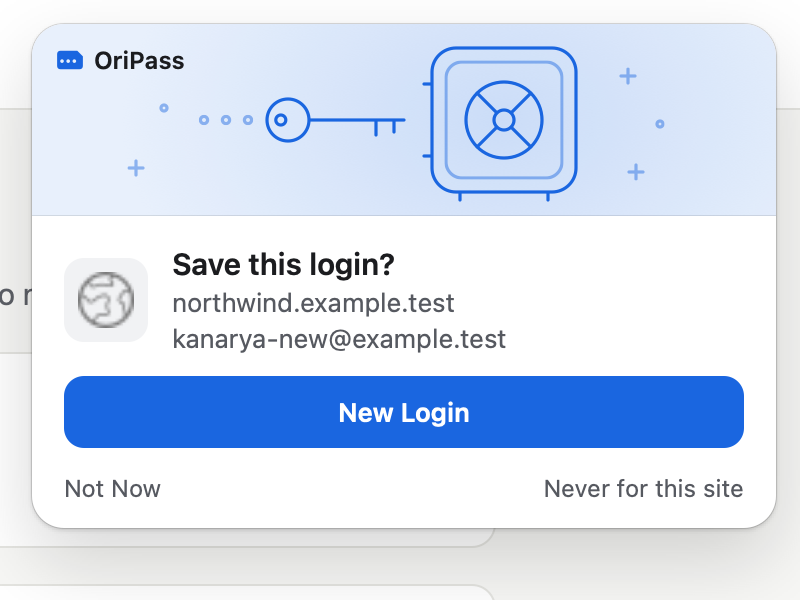 OriPass
Save this login?
northwind.example.test
kanarya-new@example.test
New Login
Not Now
Never for this site